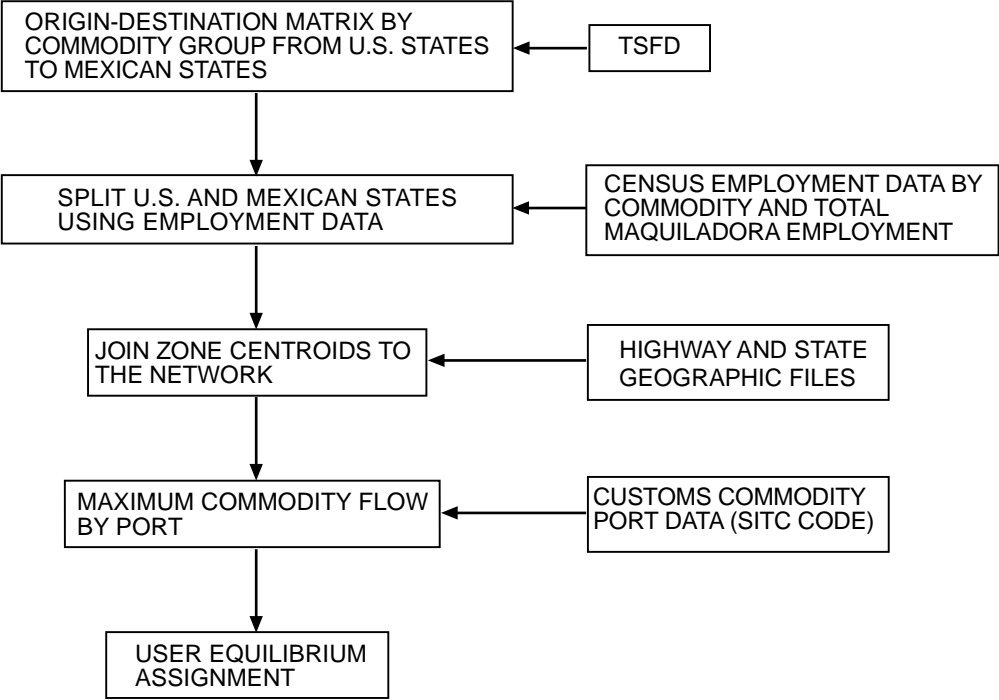 ORIGIN-DESTINATION MATRIX BY
COMMODITY GROUP FROM U.S. STATES
TO MEXICAN STATES
TSFD
SPLIT U.S. AND MEXICAN STATES
USING EMPLOYMENT DATA
CENSUS EMPLOYMENT DATA BY
COMMODITY AND TOTAL
MAQUILADORA EMPLOYMENT
JOIN ZONE CENTROIDS TO
THE NETWORK
HIGHWAY AND STATE
GEOGRAPHIC FILES
MAXIMUM COMMODITY FLOW
BY PORT
CUSTOMS COMMODITY
PORT DATA (SITC CODE)
USER EQUILIBRIUM
ASSIGNMENT